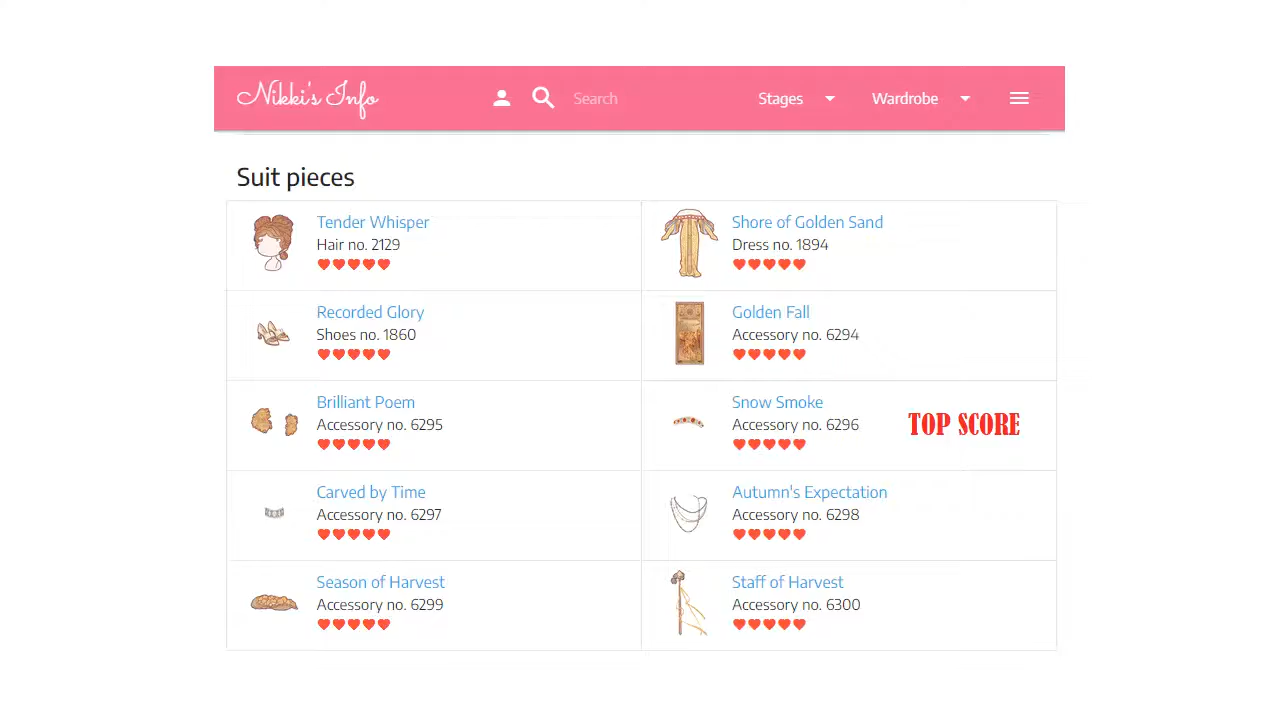 Nikki's Info
Search
Stages
Wardrobe
Suit pieces
Tender Whisper
Hair no. 2129
Shore of Golden Sand
Dress no. 1894
Recorded Glory
Shoes no. 1860
Golden Fall
Accessory no. 6294
Brilliant Poem
Accessory no. 6295
Snow Smoke
Accessory no. 6296
TOP SCORE
Carved by Time
Accessory no. 6297
Autumn's Expectation
Accessory no. 6298
Season of Harvest
Accessory no. 6299
Staff of Harvest
Accessory no. 6300